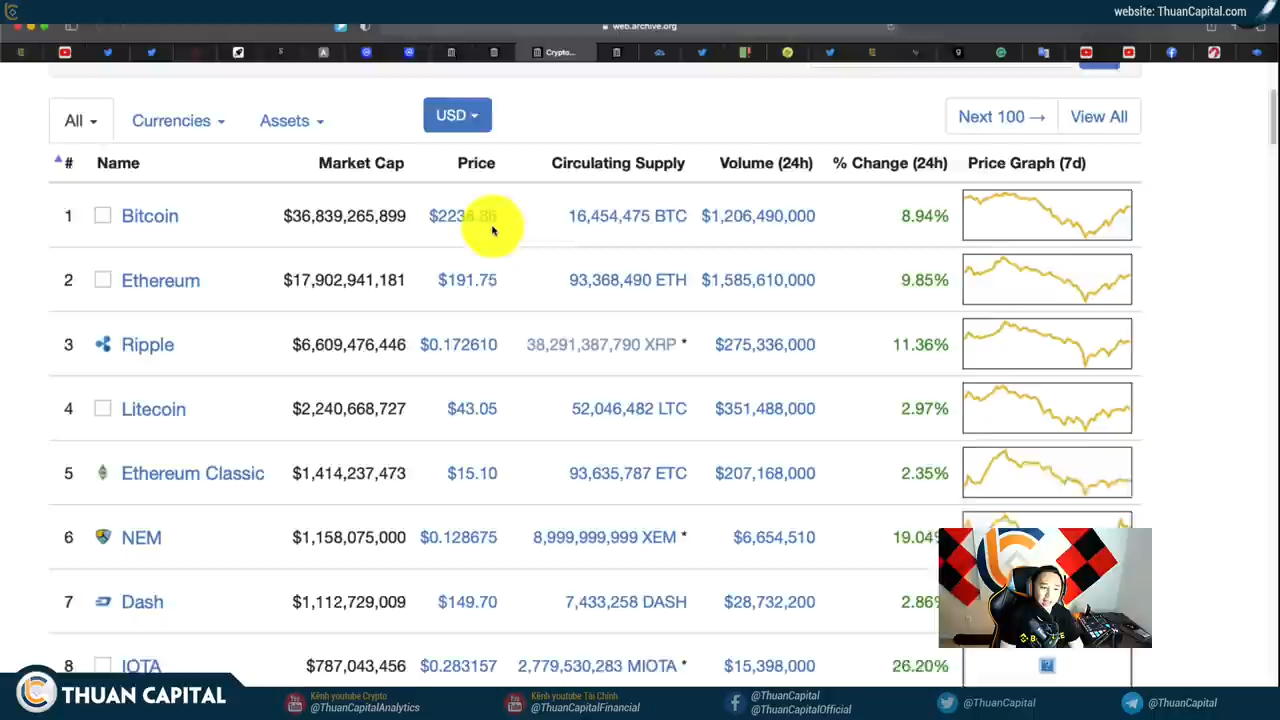 website: ThuanCapital.com
web.archive.org
Crypto...
All Currencies Assets USD Next 100 → View All
# Name Market Cap Price Circulating Supply Volume (24h) % Change (24h) Price Graph (7d)
1 Bitcoin $36,839,265,899 16,454,475 BTC $1,206,490,000 8.94%
2 Ethereum $17,902,941,181 $191.75 93,368,490 ETH $1,585,610,000 9.85%
3 Ripple $6,609,476,446 $0.172610 38,291,387,790 XRP * $275,336,000 11.36%
4 Litecoin $2,240,668,727 $43.05 52,046,482 LTC $351,488,000 2.97%
5 Ethereum Classic $1,414,237,473 $15.10 93,635,787 ETC $207,168,000 2.35%
6 NEM $1,158,075,000 $0.128675 8,999,999,999 XEM * $6,654,510 19.04%
7 Dash $1,112,729,009 $149.70 7,433,258 DASH $28,732,200 2.86%
8 IOTA $787,043,456 $0.283157 2,779,530,283 MIOTA * $15,398,000 26.20%
THUAN CAPITAL
Kênh youtube Crypto
@ThuanCapitalAnalytics
Kênh youtube Tài Chính
@ThuanCapitalFinancial
@ThuanCapital
@ThuanCapitalOfficial
@ThuanCapital
@ThuanCapital